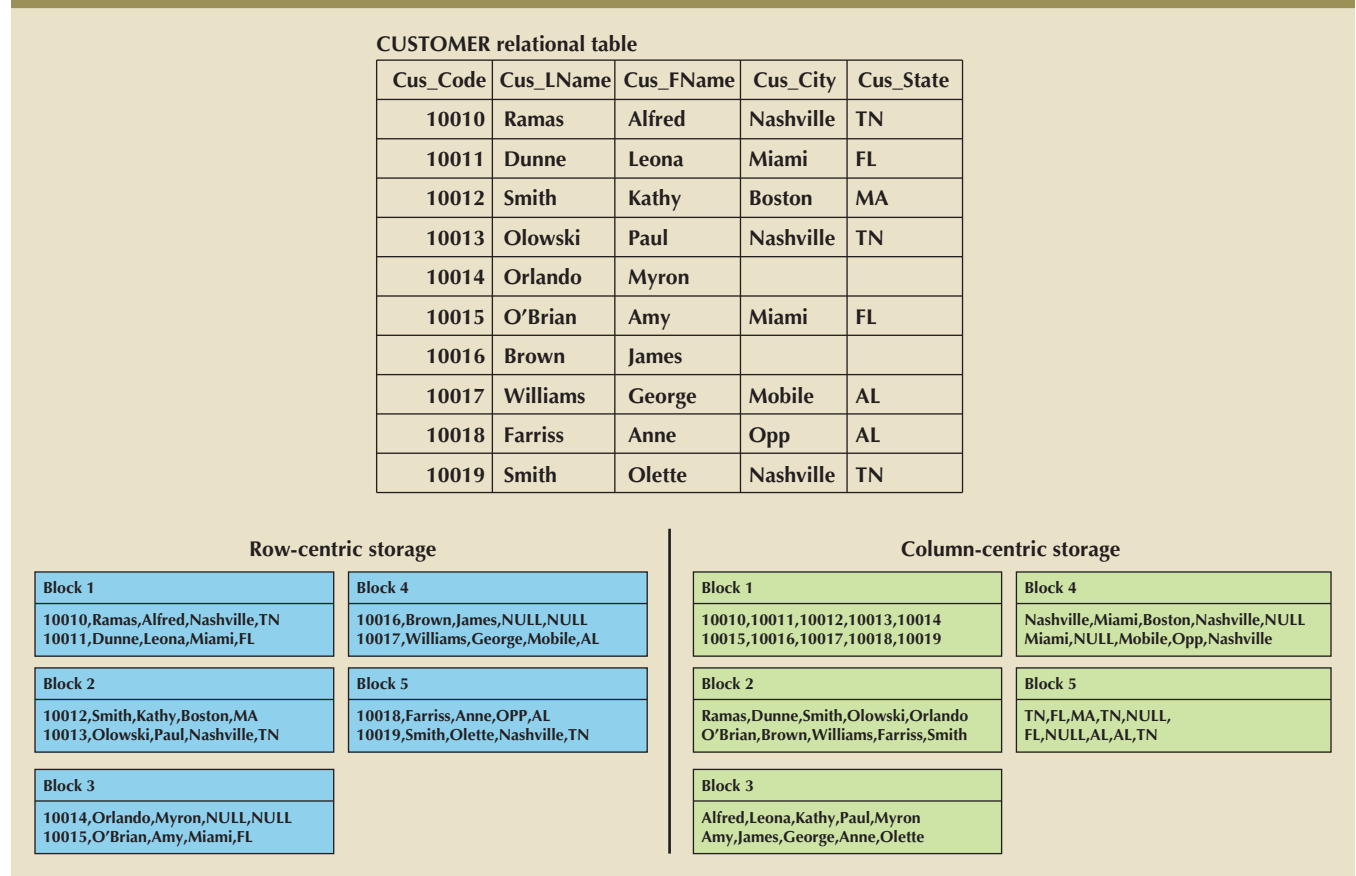 CUSTOMER relational table
Cus_Code Cus_LName Cus_FName Cus_City Cus_State
10010 Ramas Alfred Nashville TN
10011 Dunne Leona Miami FL
10012 Smith Kathy Boston MA
10013 Olowski Paul Nashville TN
10014 Orlando Myron
10015 O’Brian Amy Miami FL
10016 Brown James
10017 Williams George Mobile AL
10018 Farriss Anne Opp AL
10019 Smith Olette Nashville TN
Row-centric storage
Block 1
10010,Ramas,Alfred,Nashville,TN
10011,Dunne,Leona,Miami,FL
Block 2
10012,Smith,Kathy,Boston,MA
10013,Olowski,Paul,Nashville,TN
Block 3
10014,Orlando,Myron,NULL,NULL
10015,O’Brian,Amy,Miami,FL
Block 4
10016,Brown,James,NULL,NULL
10017,Williams,George,Mobile,AL
Block 5
10018,Farriss,Anne,OPP,AL
10019,Smith,Olette,Nashville,TN
Column-centric storage
Block 1
10010,10011,10012,10013,10014
10015,10016,10017,10018,10019
Block 2
Ramas,Dunne,Smith,Olowski,Orlando
O’Brian,Brown,Williams,Farriss,Smith
Block 3
Alfred,Leona,Kathy,Paul,Myron
Amy,James,George,Anne,Olette
Block 4
Nashville,Miami,Boston,Nashville,NULL
Miami,NULL,Mobile,Opp,Nashville
Block 5
TN,FL,MA,TN,NULL,
FL,NULL,AL,AL,TN